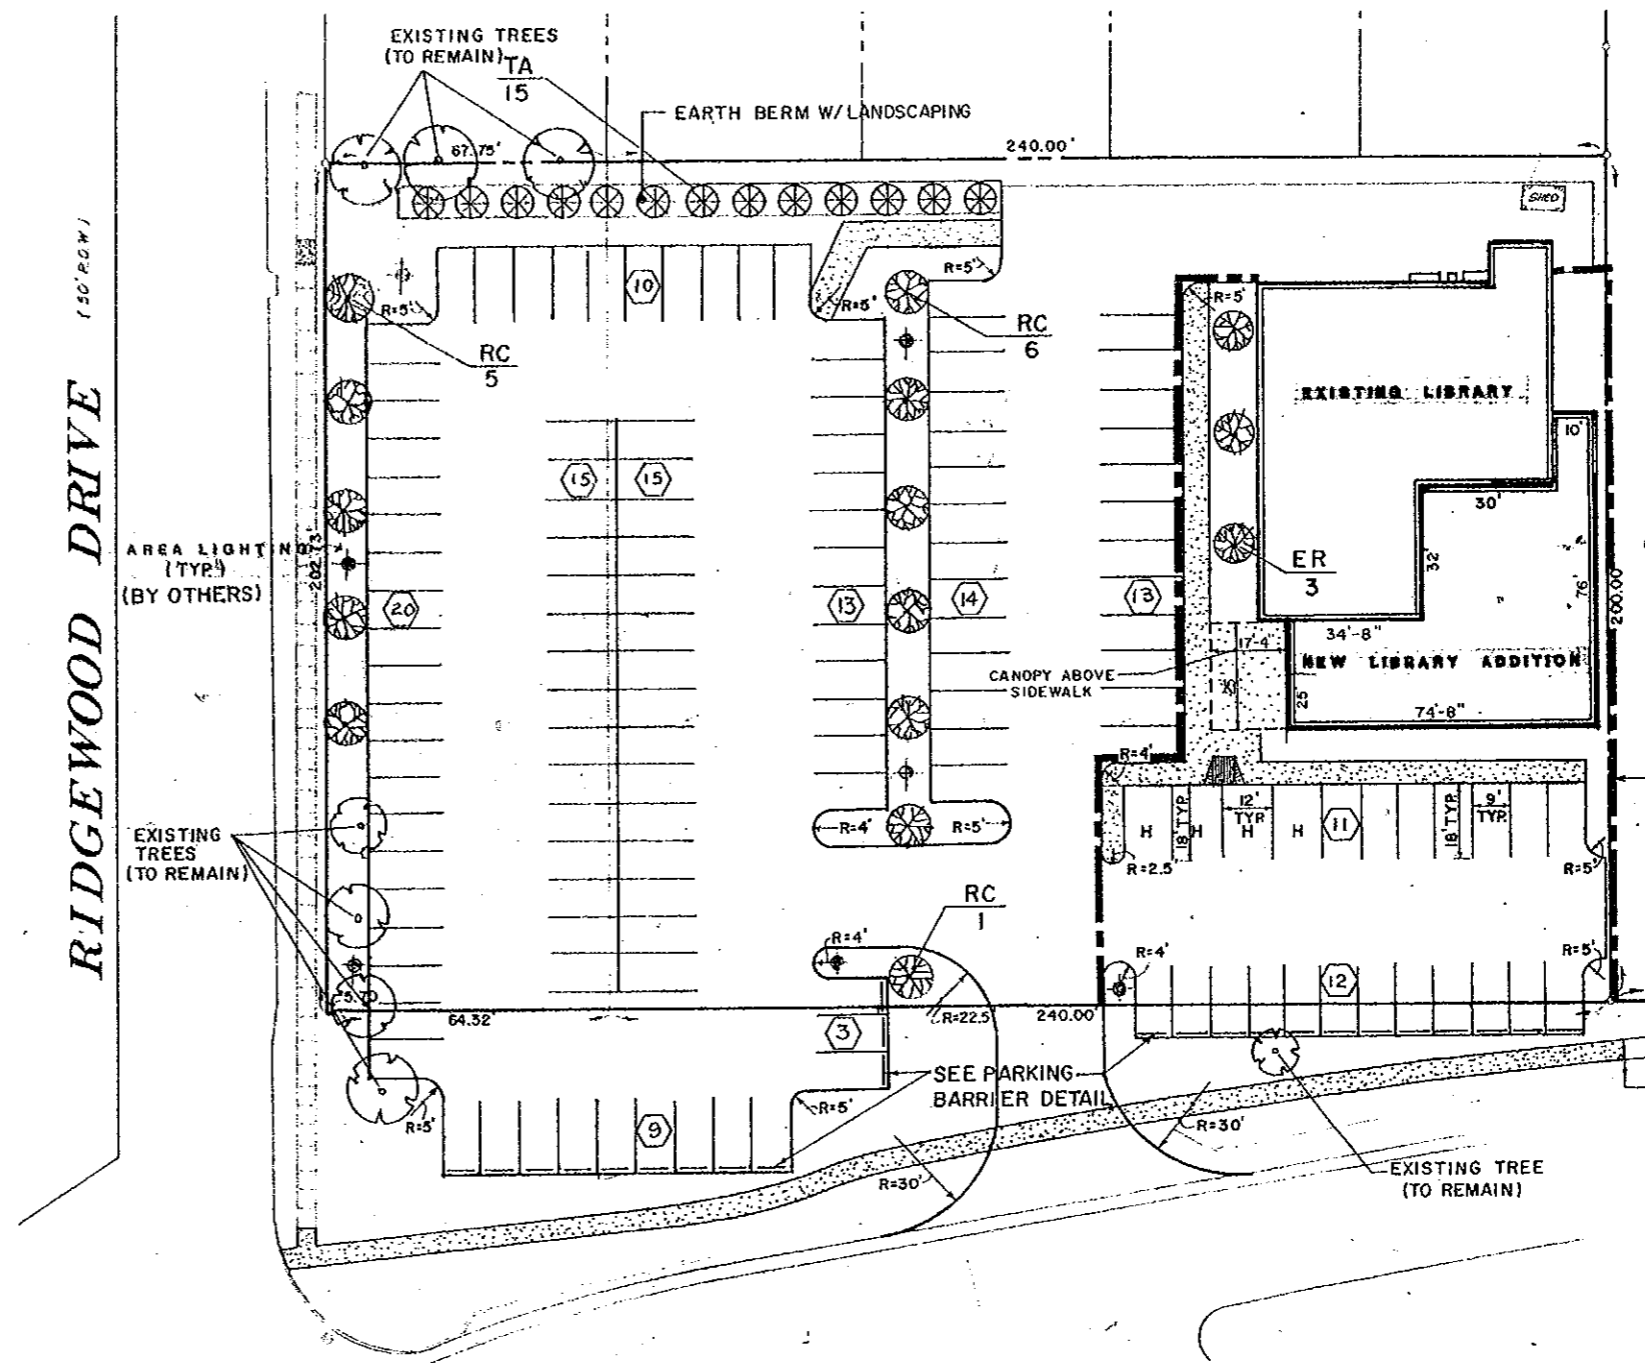 EXISTING TREES
(TO REMAIN)
TA
15
EARTH BERM W/LANDSCAPING
67.75'
240.00'
SHED
(50' R.O.W.)
RIDGEWOOD DRIVE
R=5'
10
R=5'
R=5'
R=5'
RC
5
RC
6
EXISTING LIBRARY
10'
30'
32'
76'
200.00'
15
15
AREA LIGHTING
(TYP.)
(BY OTHERS)
202.73'
20
13
14
13
ER
3
34'-8"
17'-4"
NEW LIBRARY ADDITION
CANOPY ABOVE
SIDEWALK
25
74'-8"
R=4'
EXISTING
TREES
(TO REMAIN)
R=4'
R=5'
H
18' TYP.
H
12'
TYP
H
H
11
18' TYP.
9'
TYP.
R=2.5'
R=5'
RC
1
R=4'
R=4'
R=5'
12
64.32'
3
R=22.5'
240.00'
SEE PARKING
BARRIER DETAIL
R=5'
R=5'
9
R=30'
R=30'
EXISTING TREE
(TO REMAIN)